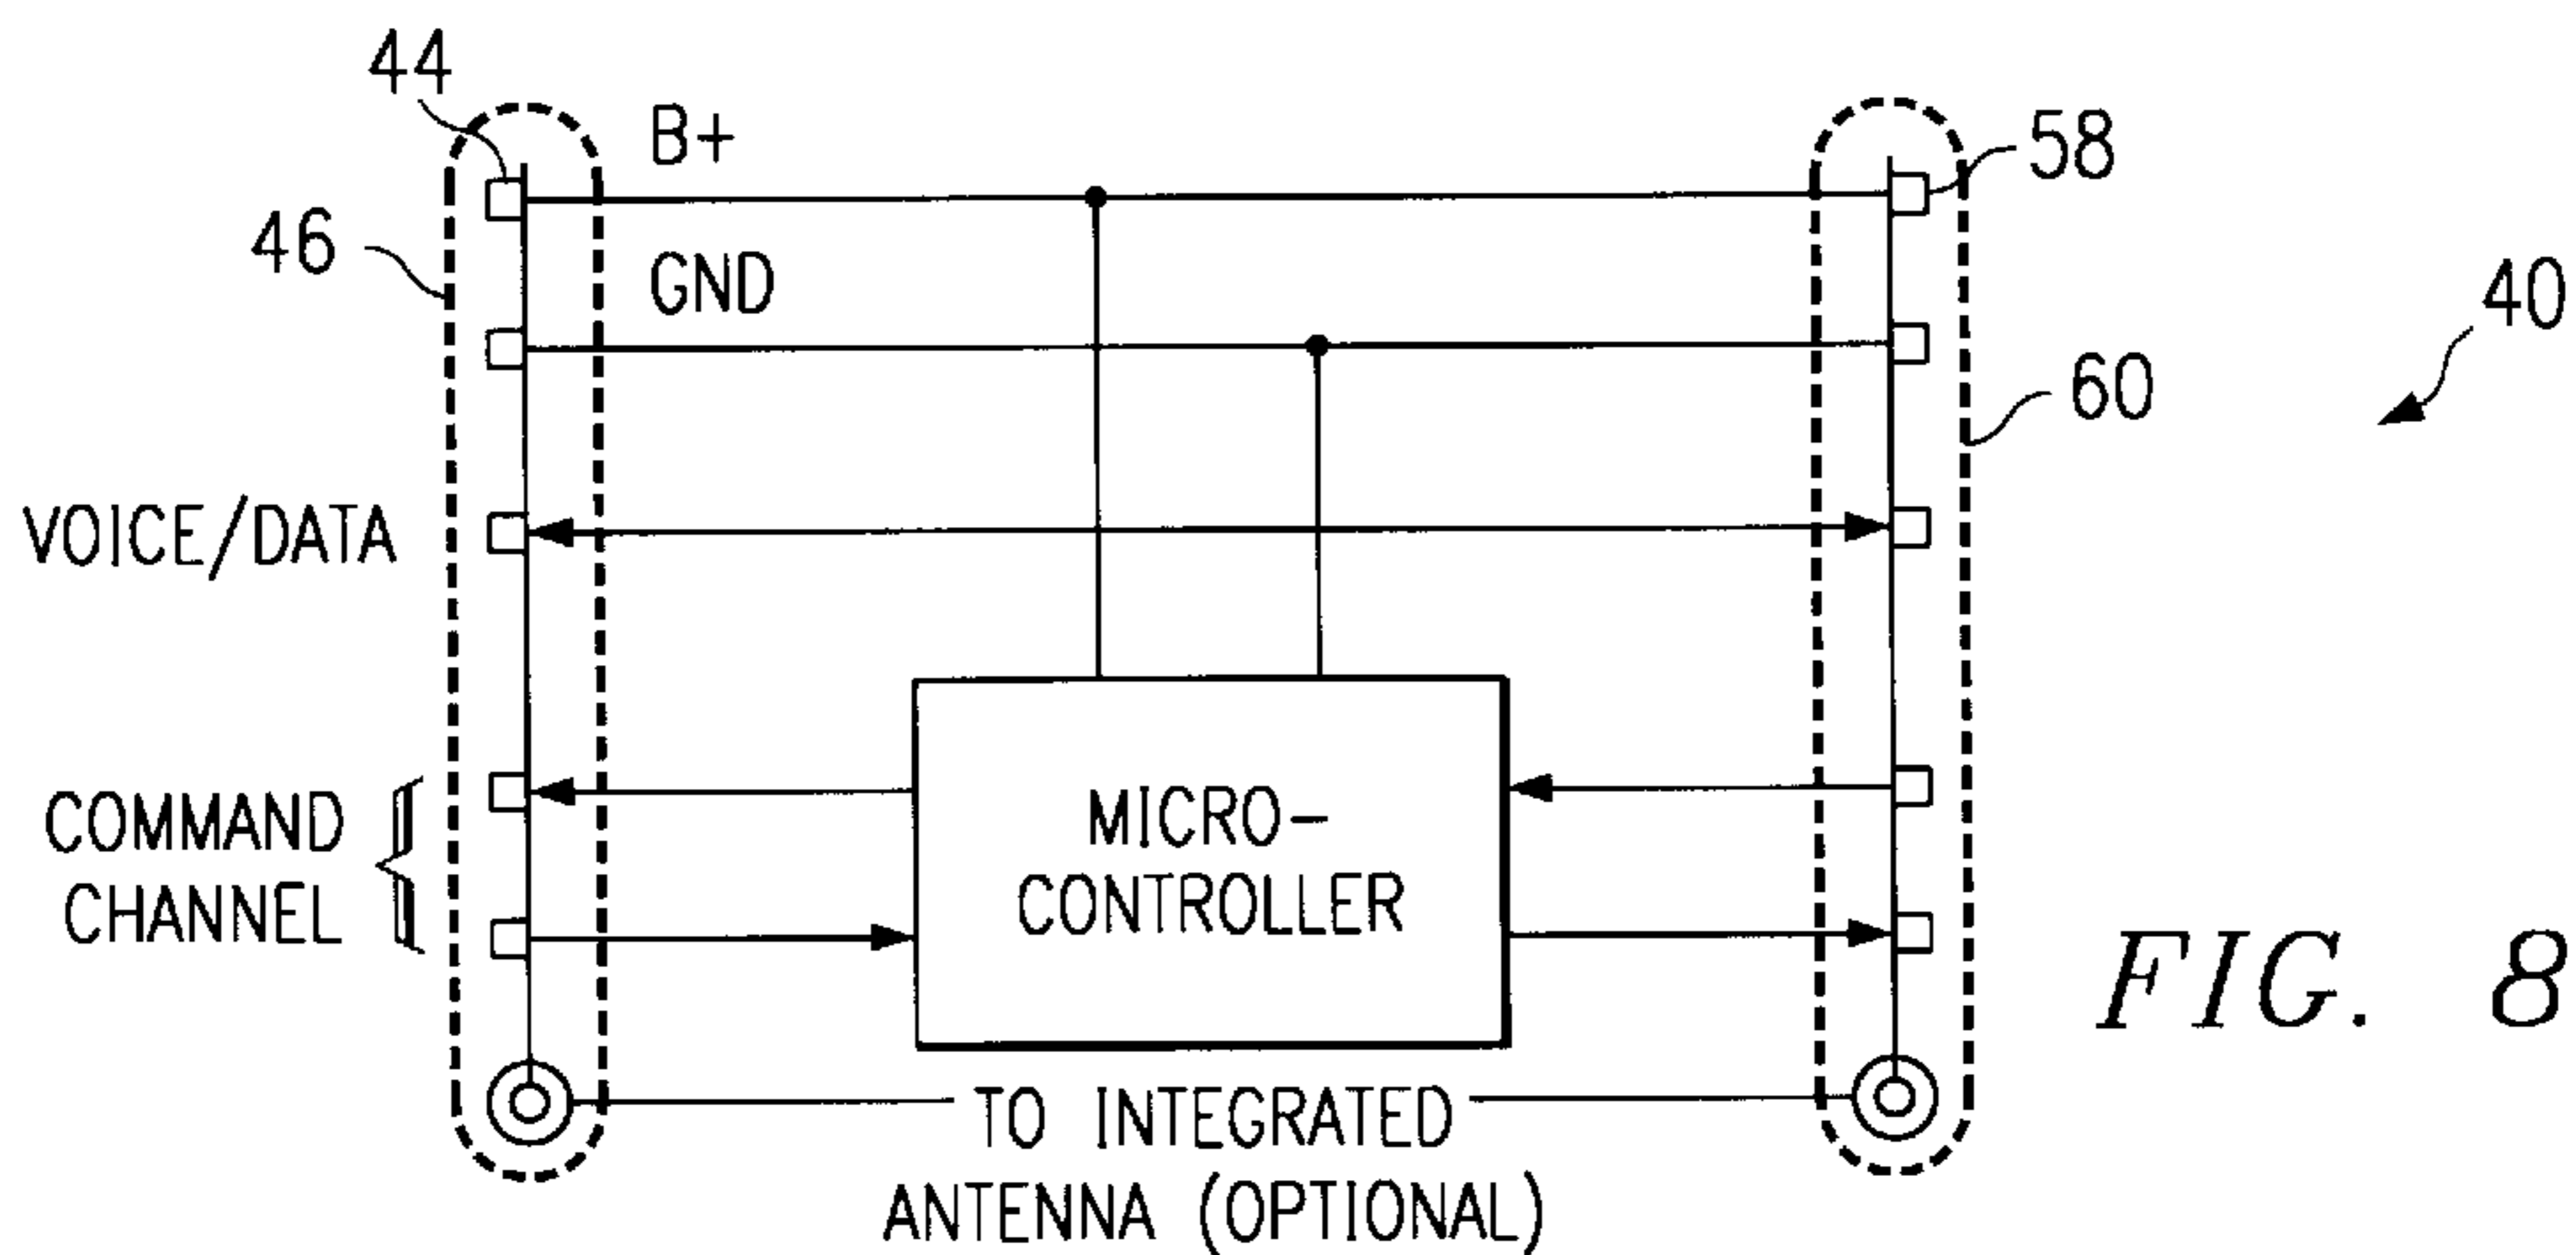 44
B+
58
46
GND
40
60
VOICE/DATA
COMMAND
CHANNEL
MICRO-
CONTROLLER
FIG. 8
TO INTEGRATED
ANTENNA (OPTIONAL)